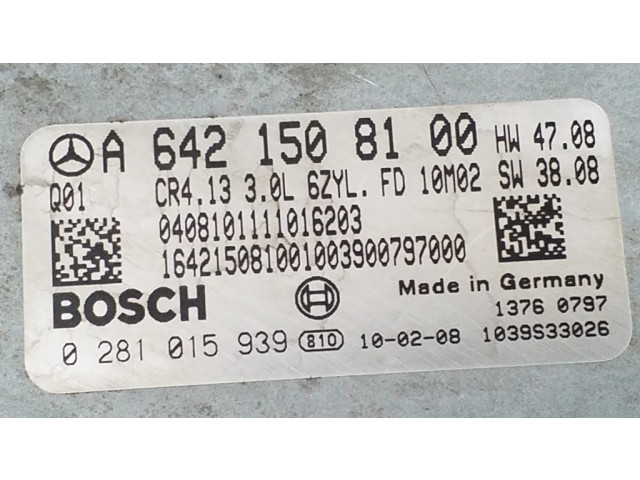 A 642 150 81 00 HW 47.08
Q01 CR4.13 3.0L 6ZYL. FD 10M02 SW 38.08
0408101111016203
164215081001003900797000
BOSCH Made in Germany
1376 0797
0 281 015 939 810 10-02-08 1039S33026